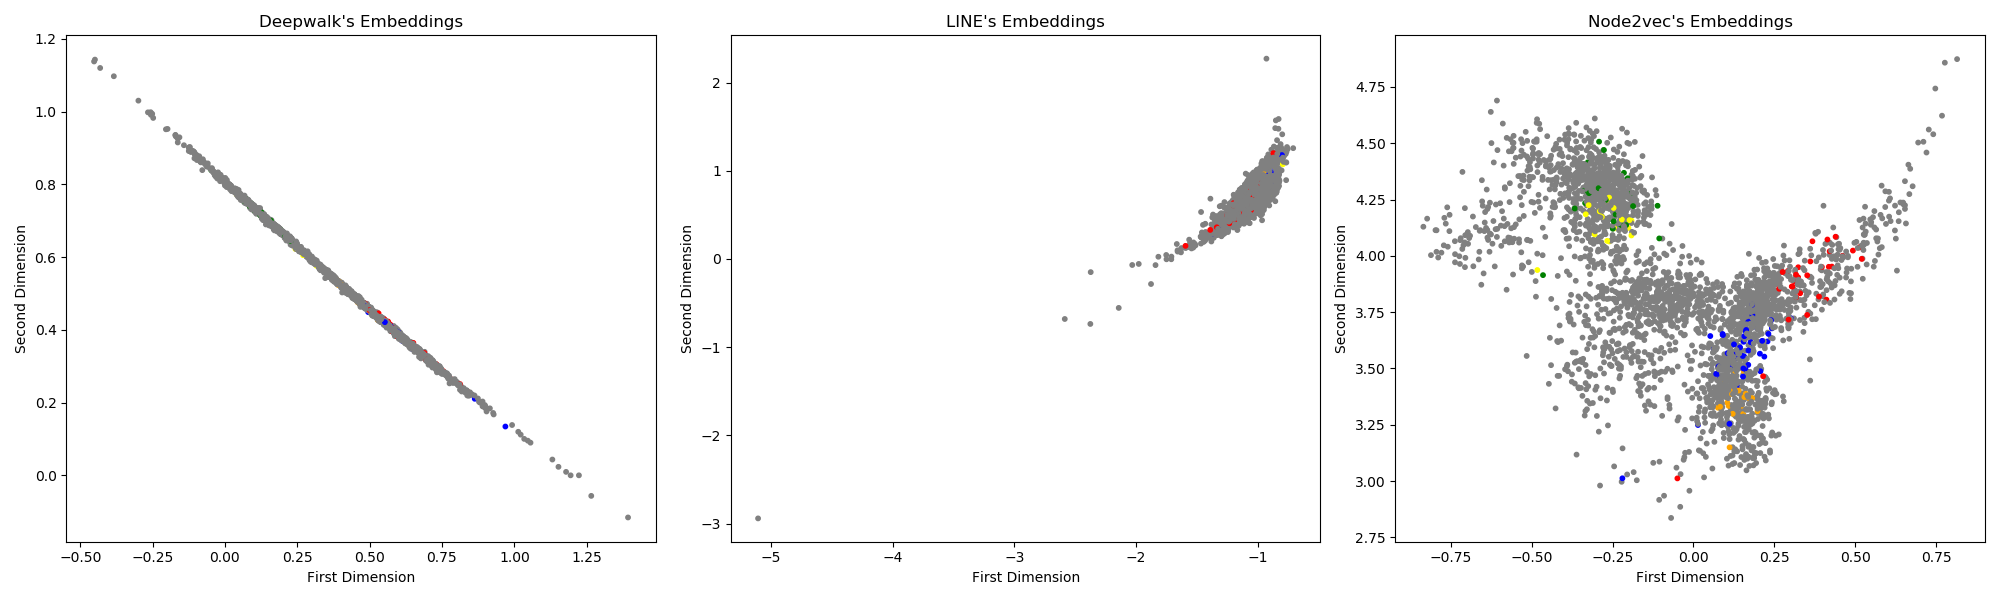 Deepwalk's Embeddings
1.2
1.0
0.8
0.6
0.4
0.2
0.0
Second Dimension
−0.50 −0.25 0.00 0.25 0.50 0.75 1.00 1.25
First Dimension
LINE's Embeddings
2
1
0
−1
−2
−3
Second Dimension
−5 −4 −3 −2 −1
First Dimension
Node2vec's Embeddings
4.75
4.50
4.25
4.00
3.75
3.50
3.25
3.00
2.75
Second Dimension
−0.75 −0.50 −0.25 0.00 0.25 0.50 0.75
First Dimension